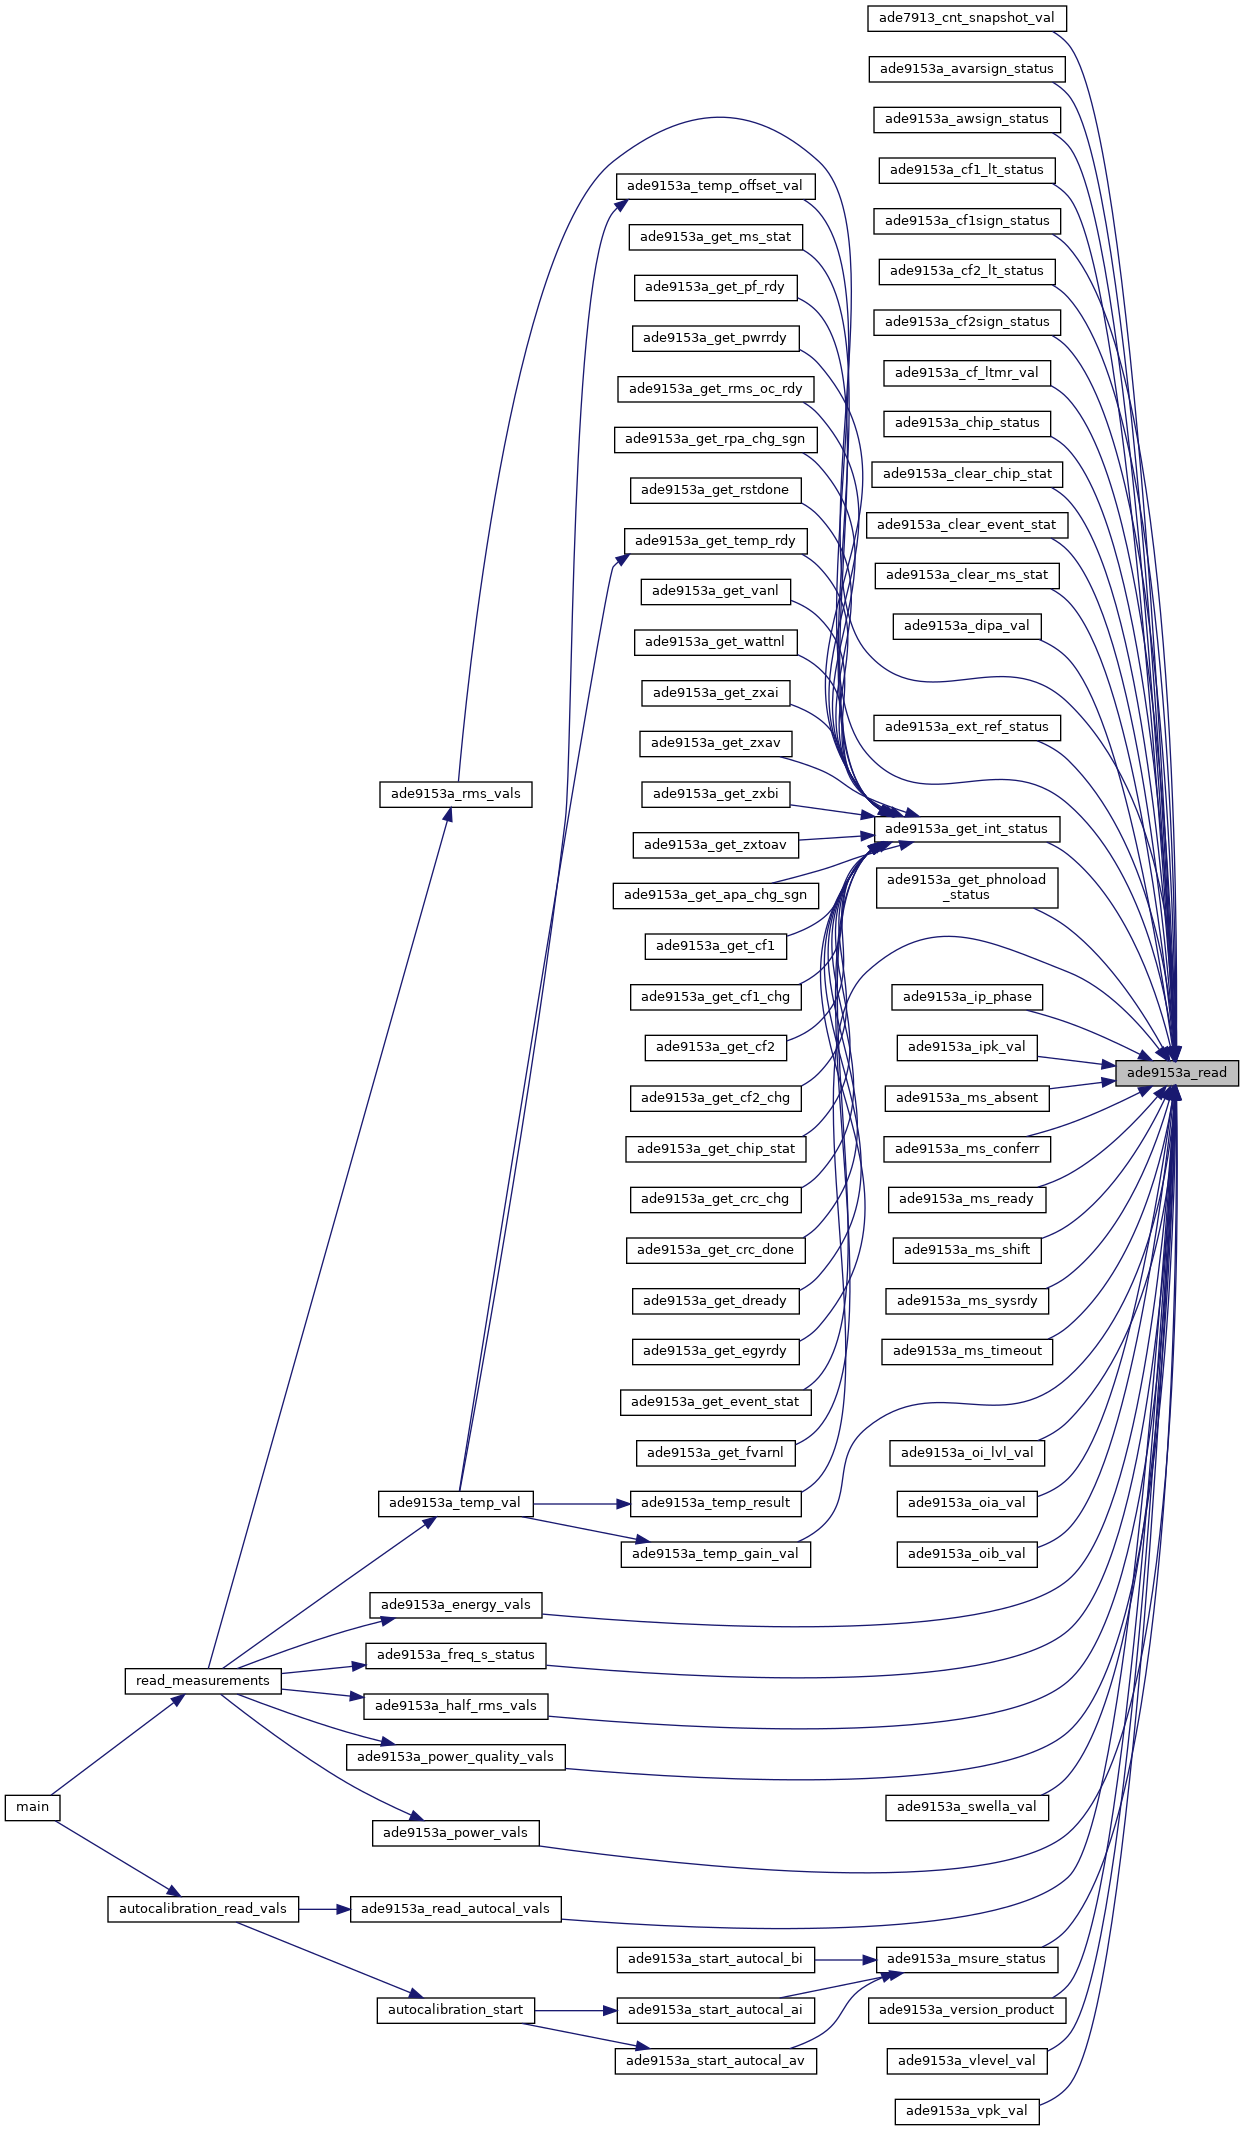 ade7913_cnt_snapshot_val
ade9153a_avarsign_status
ade9153a_awsign_status
ade9153a_cf1_lt_status
ade9153a_cf1sign_status
ade9153a_cf2_lt_status
ade9153a_cf2sign_status
ade9153a_cf_ltmr_val
ade9153a_chip_status
ade9153a_clear_chip_stat
ade9153a_clear_event_stat
ade9153a_clear_ms_stat
ade9153a_dipa_val
ade9153a_ext_ref_status
ade9153a_get_int_status
ade9153a_get_phnoload
_status
ade9153a_ip_phase
ade9153a_ipk_val
ade9153a_read
ade9153a_ms_absent
ade9153a_ms_conferr
ade9153a_ms_ready
ade9153a_ms_shift
ade9153a_ms_sysrdy
ade9153a_ms_timeout
ade9153a_oi_lvl_val
ade9153a_oia_val
ade9153a_oib_val
ade9153a_swella_val
ade9153a_msure_status
ade9153a_version_product
ade9153a_vlevel_val
ade9153a_vpk_val
ade9153a_temp_offset_val
ade9153a_get_ms_stat
ade9153a_get_pf_rdy
ade9153a_get_pwrrdy
ade9153a_get_rms_oc_rdy
ade9153a_get_rpa_chg_sgn
ade9153a_get_rstdone
ade9153a_get_temp_rdy
ade9153a_get_vanl
ade9153a_get_wattnl
ade9153a_get_zxai
ade9153a_get_zxav
ade9153a_get_zxbi
ade9153a_get_zxtoav
ade9153a_get_apa_chg_sgn
ade9153a_get_cf1
ade9153a_get_cf1_chg
ade9153a_get_cf2
ade9153a_get_cf2_chg
ade9153a_get_chip_stat
ade9153a_get_crc_chg
ade9153a_get_crc_done
ade9153a_get_dready
ade9153a_get_egyrdy
ade9153a_get_event_stat
ade9153a_get_fvarnl
ade9153a_temp_result
ade9153a_temp_gain_val
ade9153a_start_autocal_bi
ade9153a_start_autocal_ai
ade9153a_start_autocal_av
ade9153a_rms_vals
ade9153a_temp_val
ade9153a_energy_vals
ade9153a_freq_s_status
ade9153a_half_rms_vals
ade9153a_power_quality_vals
ade9153a_power_vals
ade9153a_read_autocal_vals
autocalibration_start
read_measurements
autocalibration_read_vals
main